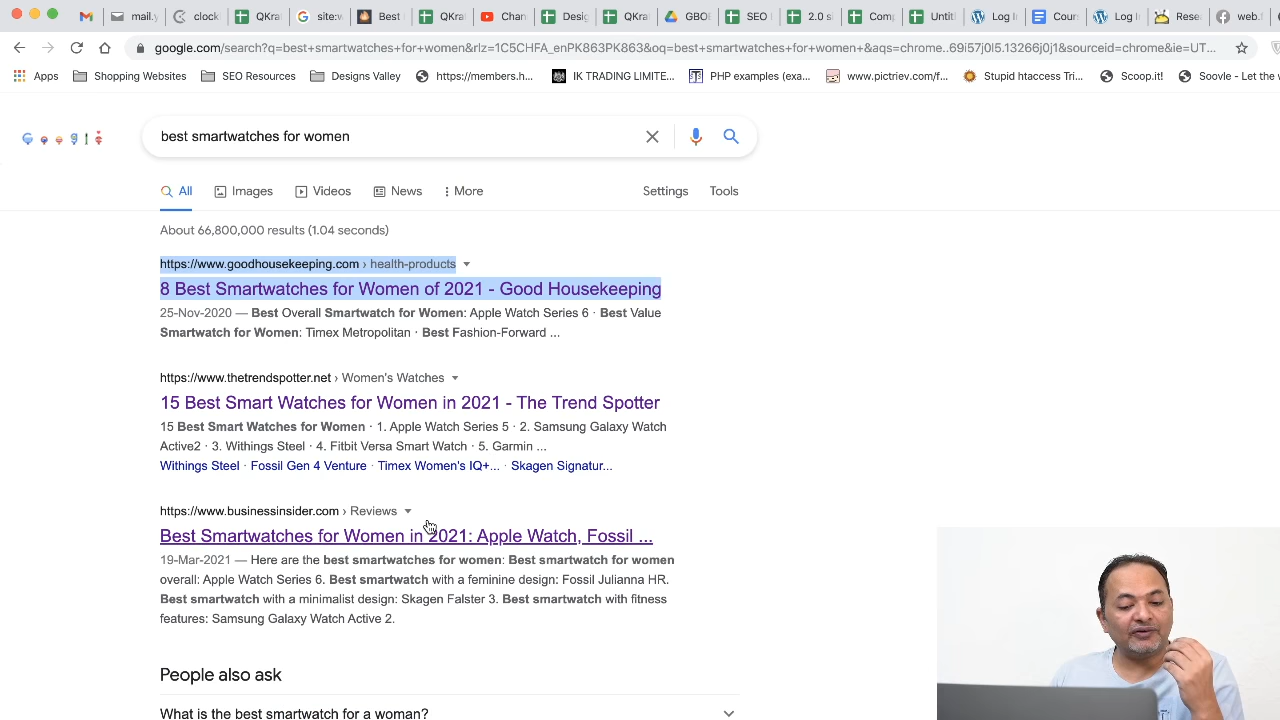 mail.y
clod
QKra
site:w
Best
QKra
Chan
Desig
QKra
GBOE
SEO
2.0 s
Comp
Untitl
Log In
Cours
Log In
Resea
web.f
google.com/search?q=best+smartwatches+for+women&rlz=1C5CHFA_enPK863PK863&oq=best+smartwatches+for+women+&aqs=chrome..69i57j0l5.13266j0j1&sourceid=chrome&ie=UT...
Apps
Shopping Websites
SEO Resources
Designs Valley
https://members.h...
IK TRADING LIMITE...
PHP examples (exa...
www.pictriev.com/f...
Stupid htaccess Tri...
Scoop.it!
Soovle - Let the w
best smartwatches for women
All
Images
Videos
News
More
Settings
Tools
About 66,800,000 results (1.04 seconds)
https://www.goodhousekeeping.com › health-products
8 Best Smartwatches for Women of 2021 - Good Housekeeping
25-Nov-2020 — Best Overall Smartwatch for Women: Apple Watch Series 6 · Best Value
Smartwatch for Women: Timex Metropolitan · Best Fashion-Forward ...
https://www.thetrendspotter.net › Women's Watches
15 Best Smart Watches for Women in 2021 - The Trend Spotter
15 Best Smart Watches for Women · 1. Apple Watch Series 5 · 2. Samsung Galaxy Watch
Active2 · 3. Withings Steel · 4. Fitbit Versa Smart Watch · 5. Garmin ...
Withings Steel · Fossil Gen 4 Venture · Timex Women's IQ+... · Skagen Signatur...
https://www.businessinsider.com › Reviews
Best Smartwatches for Women in 2021: Apple Watch, Fossil ...
19-Mar-2021 — Here are the best smartwatches for women: Best smartwatch for women
overall: Apple Watch Series 6. Best smartwatch with a feminine design: Fossil Julianna HR.
Best smartwatch with a minimalist design: Skagen Falster 3. Best smartwatch with fitness
features: Samsung Galaxy Watch Active 2.
People also ask
What is the best smartwatch for a woman?